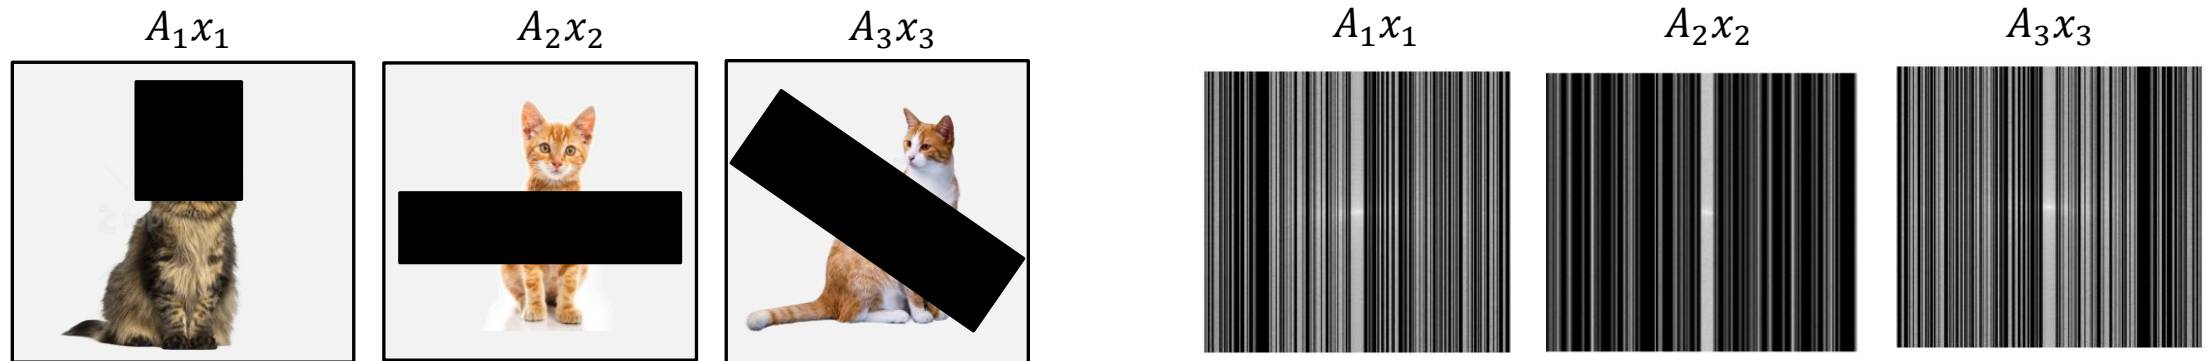 A₁x₁ A₂x₂ A₃x₃ A₁x₁ A₂x₂ A₃x₃